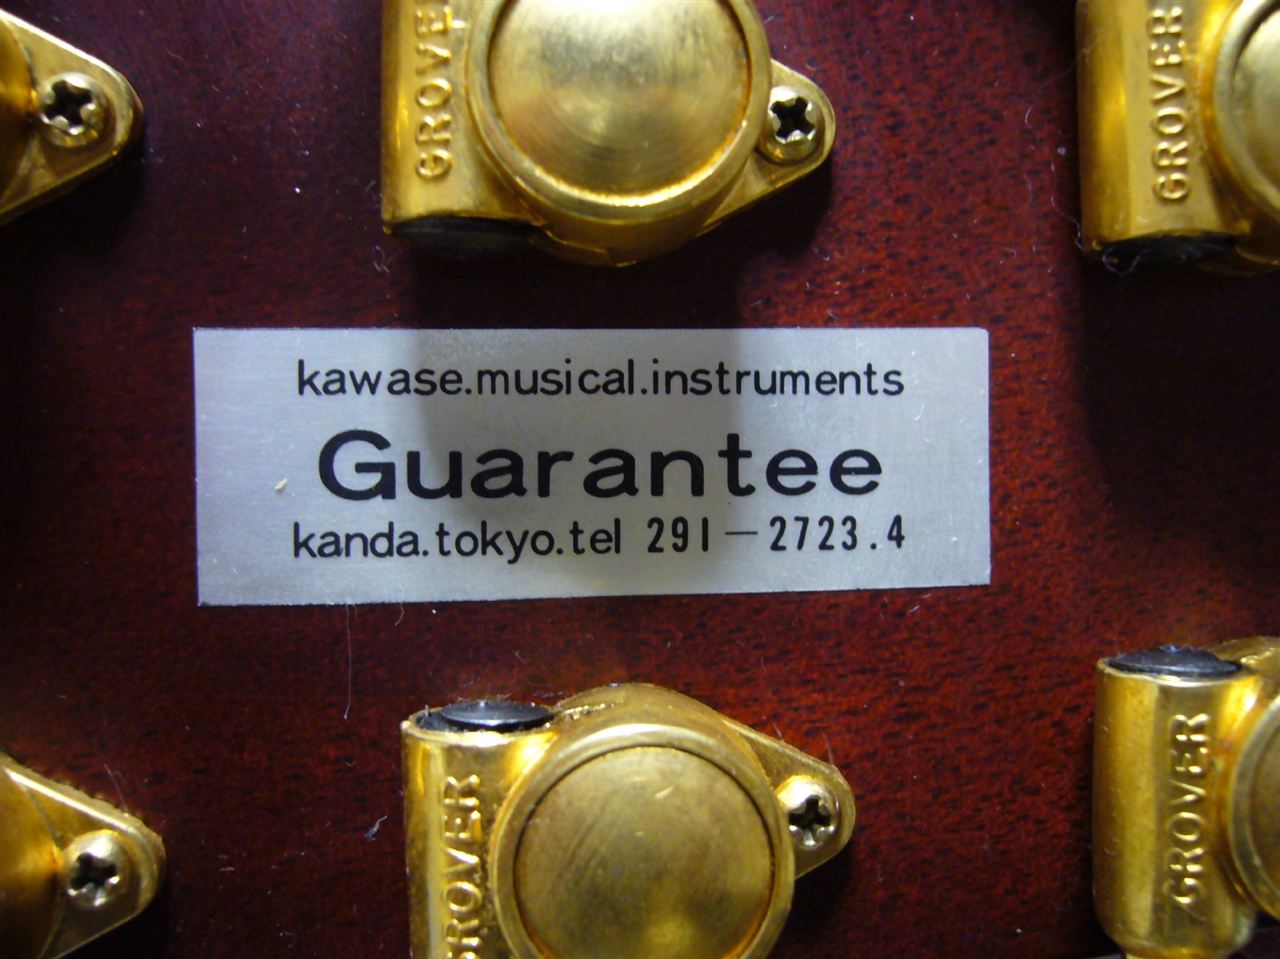 GROVER
GROVER
kawase.musical.instruments
Guarantee
kanda.tokyo.tel 291-2723.4
GROVER
GROVER